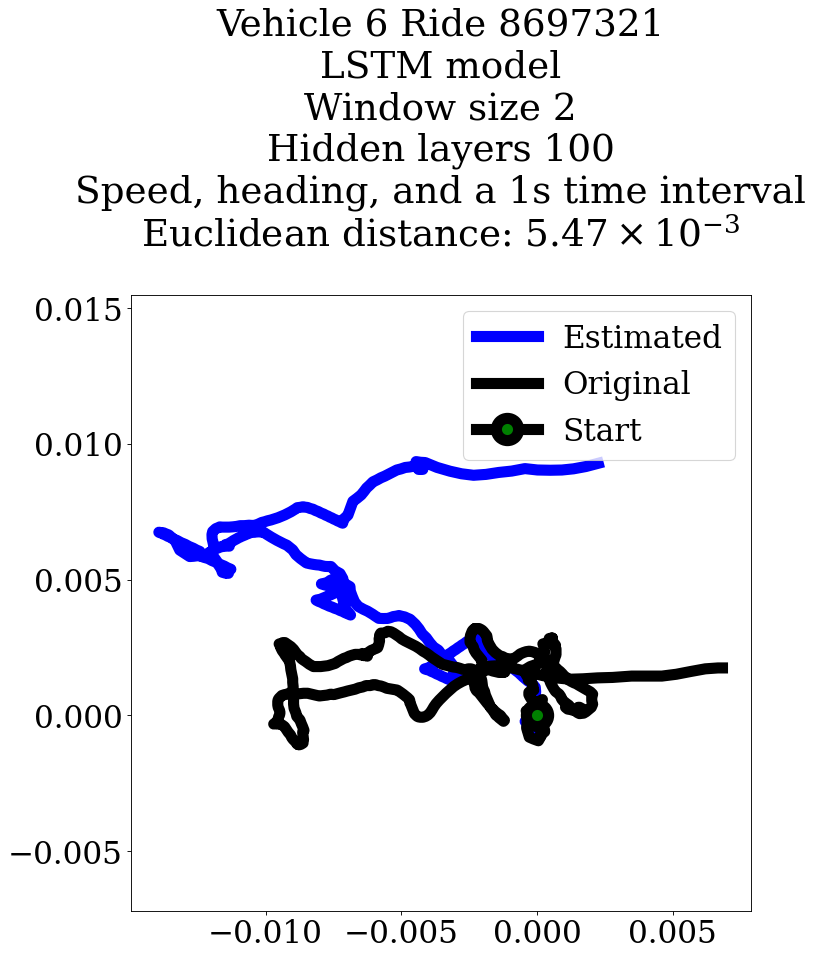 Vehicle 6 Ride 8697321
LSTM model
Window size 2
Hidden layers 100
Speed, heading, and a 1s time interval
Euclidean distance: 5.47 × 10⁻³
0.015
Estimated
Original
Start
0.010
0.005
0.000
−0.005
−0.010 −0.005 0.000 0.005